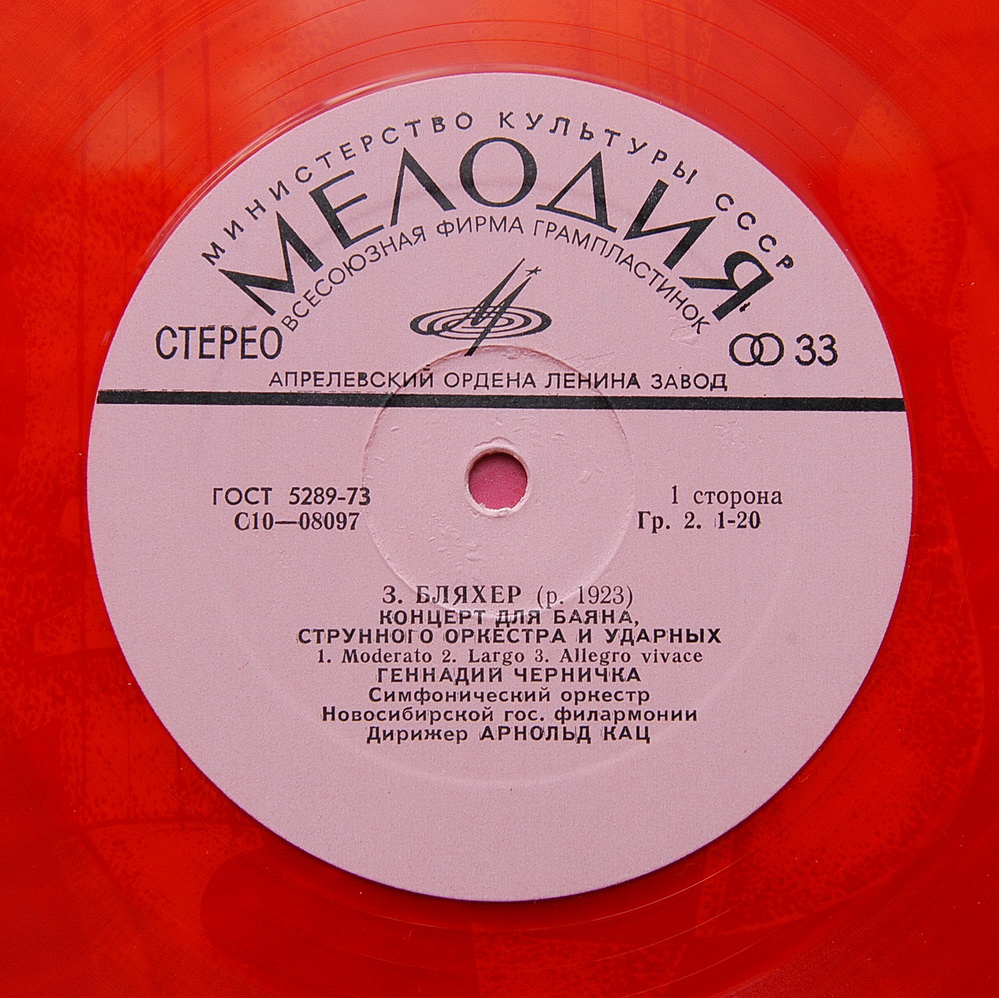 МИНИСТЕРСТВО КУЛЬТУРЫ СССР
МЕЛОДИЯ
ВСЕСОЮЗНАЯ ФИРМА ГРАМПЛАСТИНОК
СТЕРЕО
33
АПРЕЛЕВСКИЙ ОРДЕНА ЛЕНИНА ЗАВОД
ГОСТ 5289-73
С10—08097
1 сторона
Гр. 2. 1-20
З. БЛЯХЕР (р. 1923)
КОНЦЕРТ ДЛЯ БАЯНА,
СТРУННОГО ОРКЕСТРА И УДАРНЫХ
1. Moderato 2. Largo 3. Allegro vivace
ГЕННАДИЙ ЧЕРНИЧКА
Симфонический оркестр
Новосибирской гос. филармонии
Дирижер АРНОЛЬД КАЦ